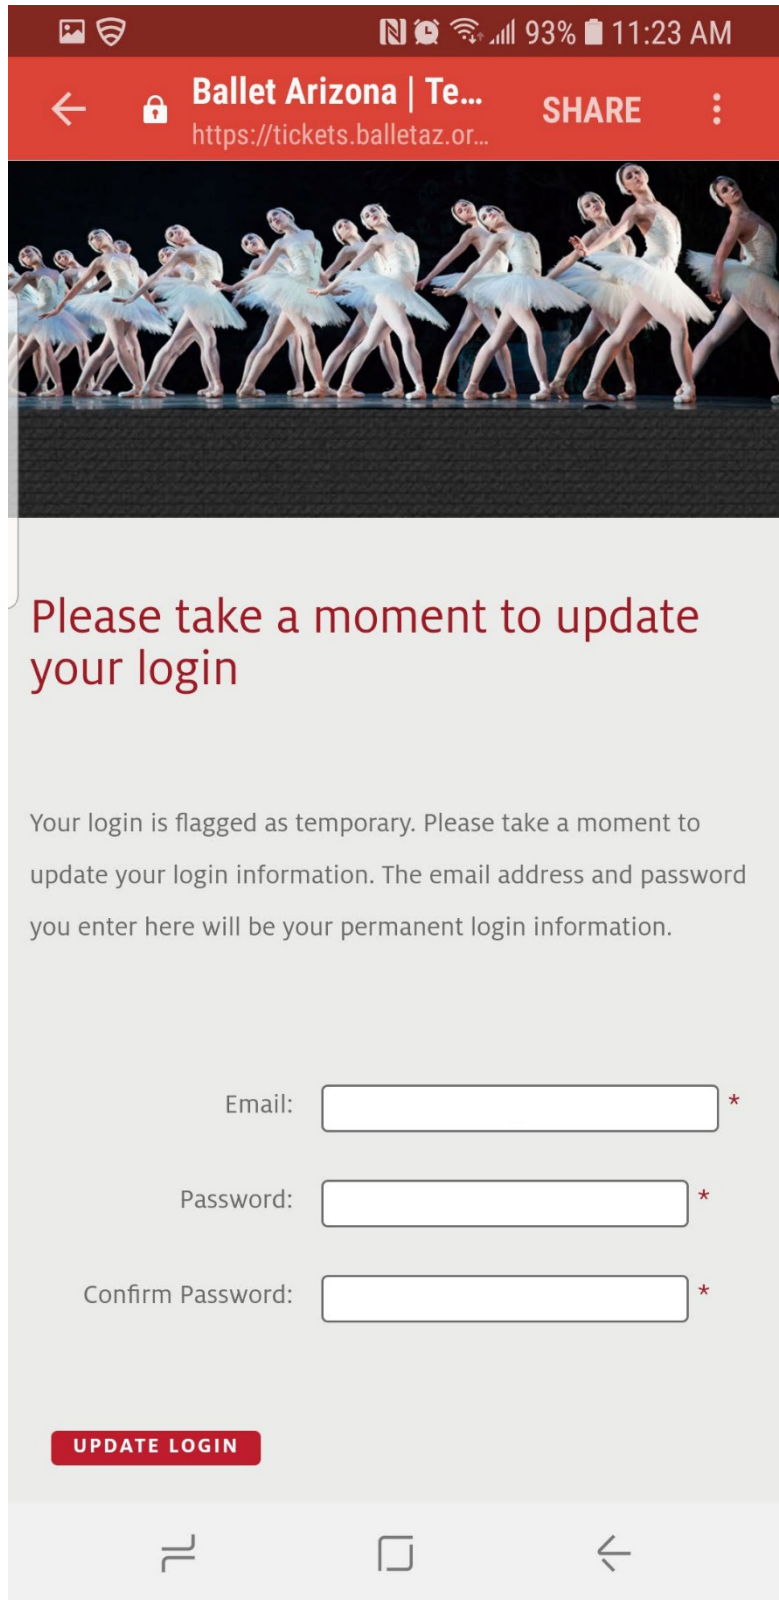 93% 11:23 AM
Ballet Arizona | Te...
https://tickets.balletaz.or...
SHARE
Please take a moment to update
your login
Your login is flagged as temporary. Please take a moment to
update your login information. The email address and password
you enter here will be your permanent login information.
Email: *
Password: *
Confirm Password: *
UPDATE LOGIN